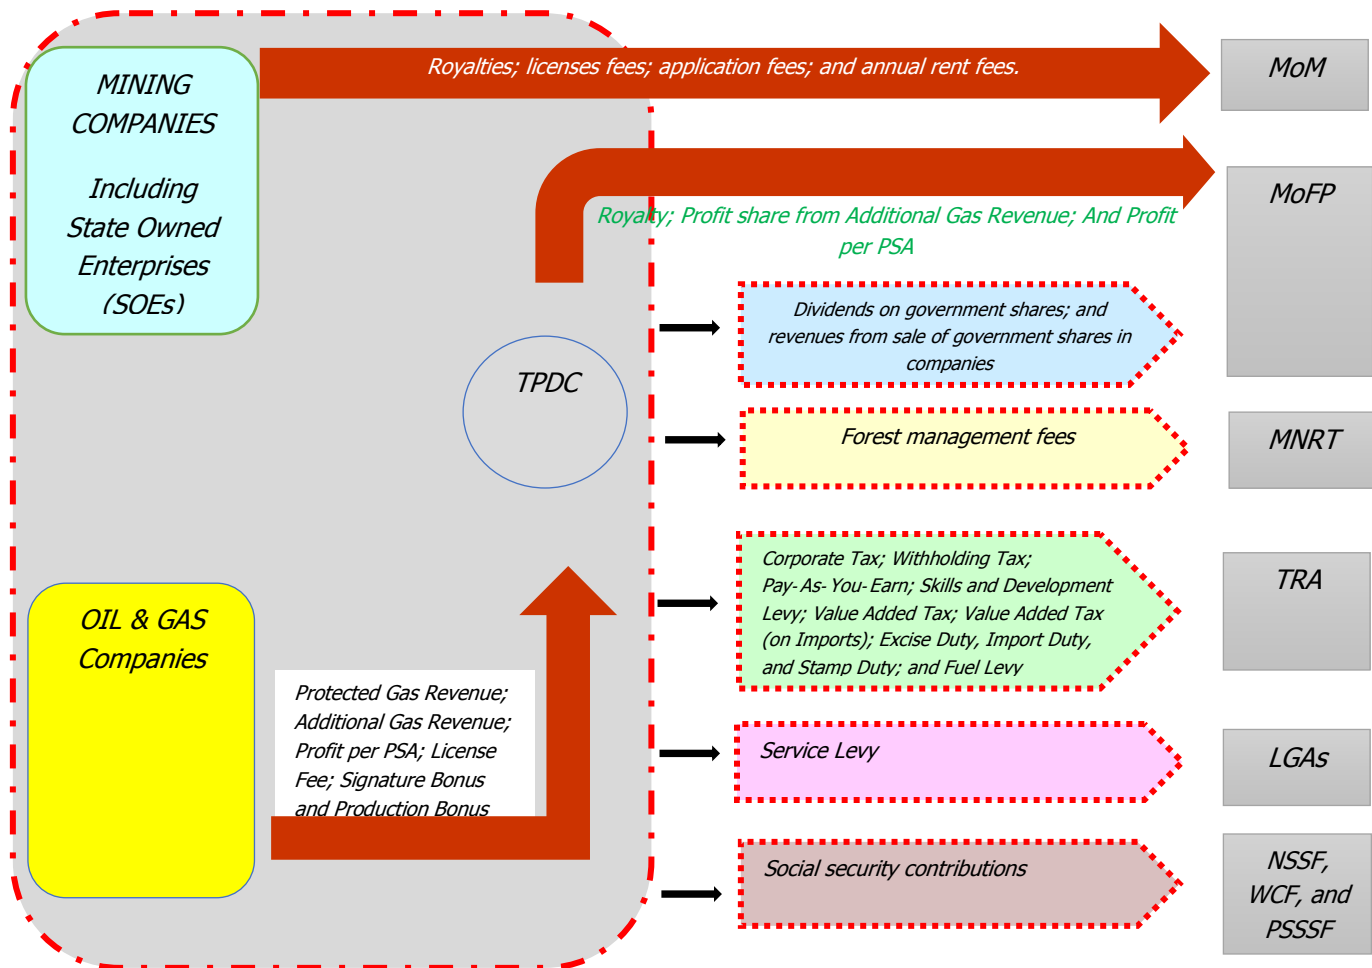 MINING
COMPANIES
Including
State Owned
Enterprises
(SOEs)
Royalties; licenses fees; application fees; and annual rent fees.
MoM
Royalty; Profit share from Additional Gas Revenue; And Profit
per PSA
MoFP
Dividends on government shares; and
revenues from sale of government shares in
companies
TPDC
Forest management fees
MNRT
OIL & GAS
Companies
Protected Gas Revenue;
Additional Gas Revenue;
Profit per PSA; License
Fee; Signature Bonus
and Production Bonus
Corporate Tax; Withholding Tax;
Pay-As-You-Earn; Skills and Development
Levy; Value Added Tax; Value Added Tax
(on Imports); Excise Duty, Import Duty,
and Stamp Duty; and Fuel Levy
TRA
Service Levy
LGAs
Social security contributions
NSSF,
WCF, and
PSSSF